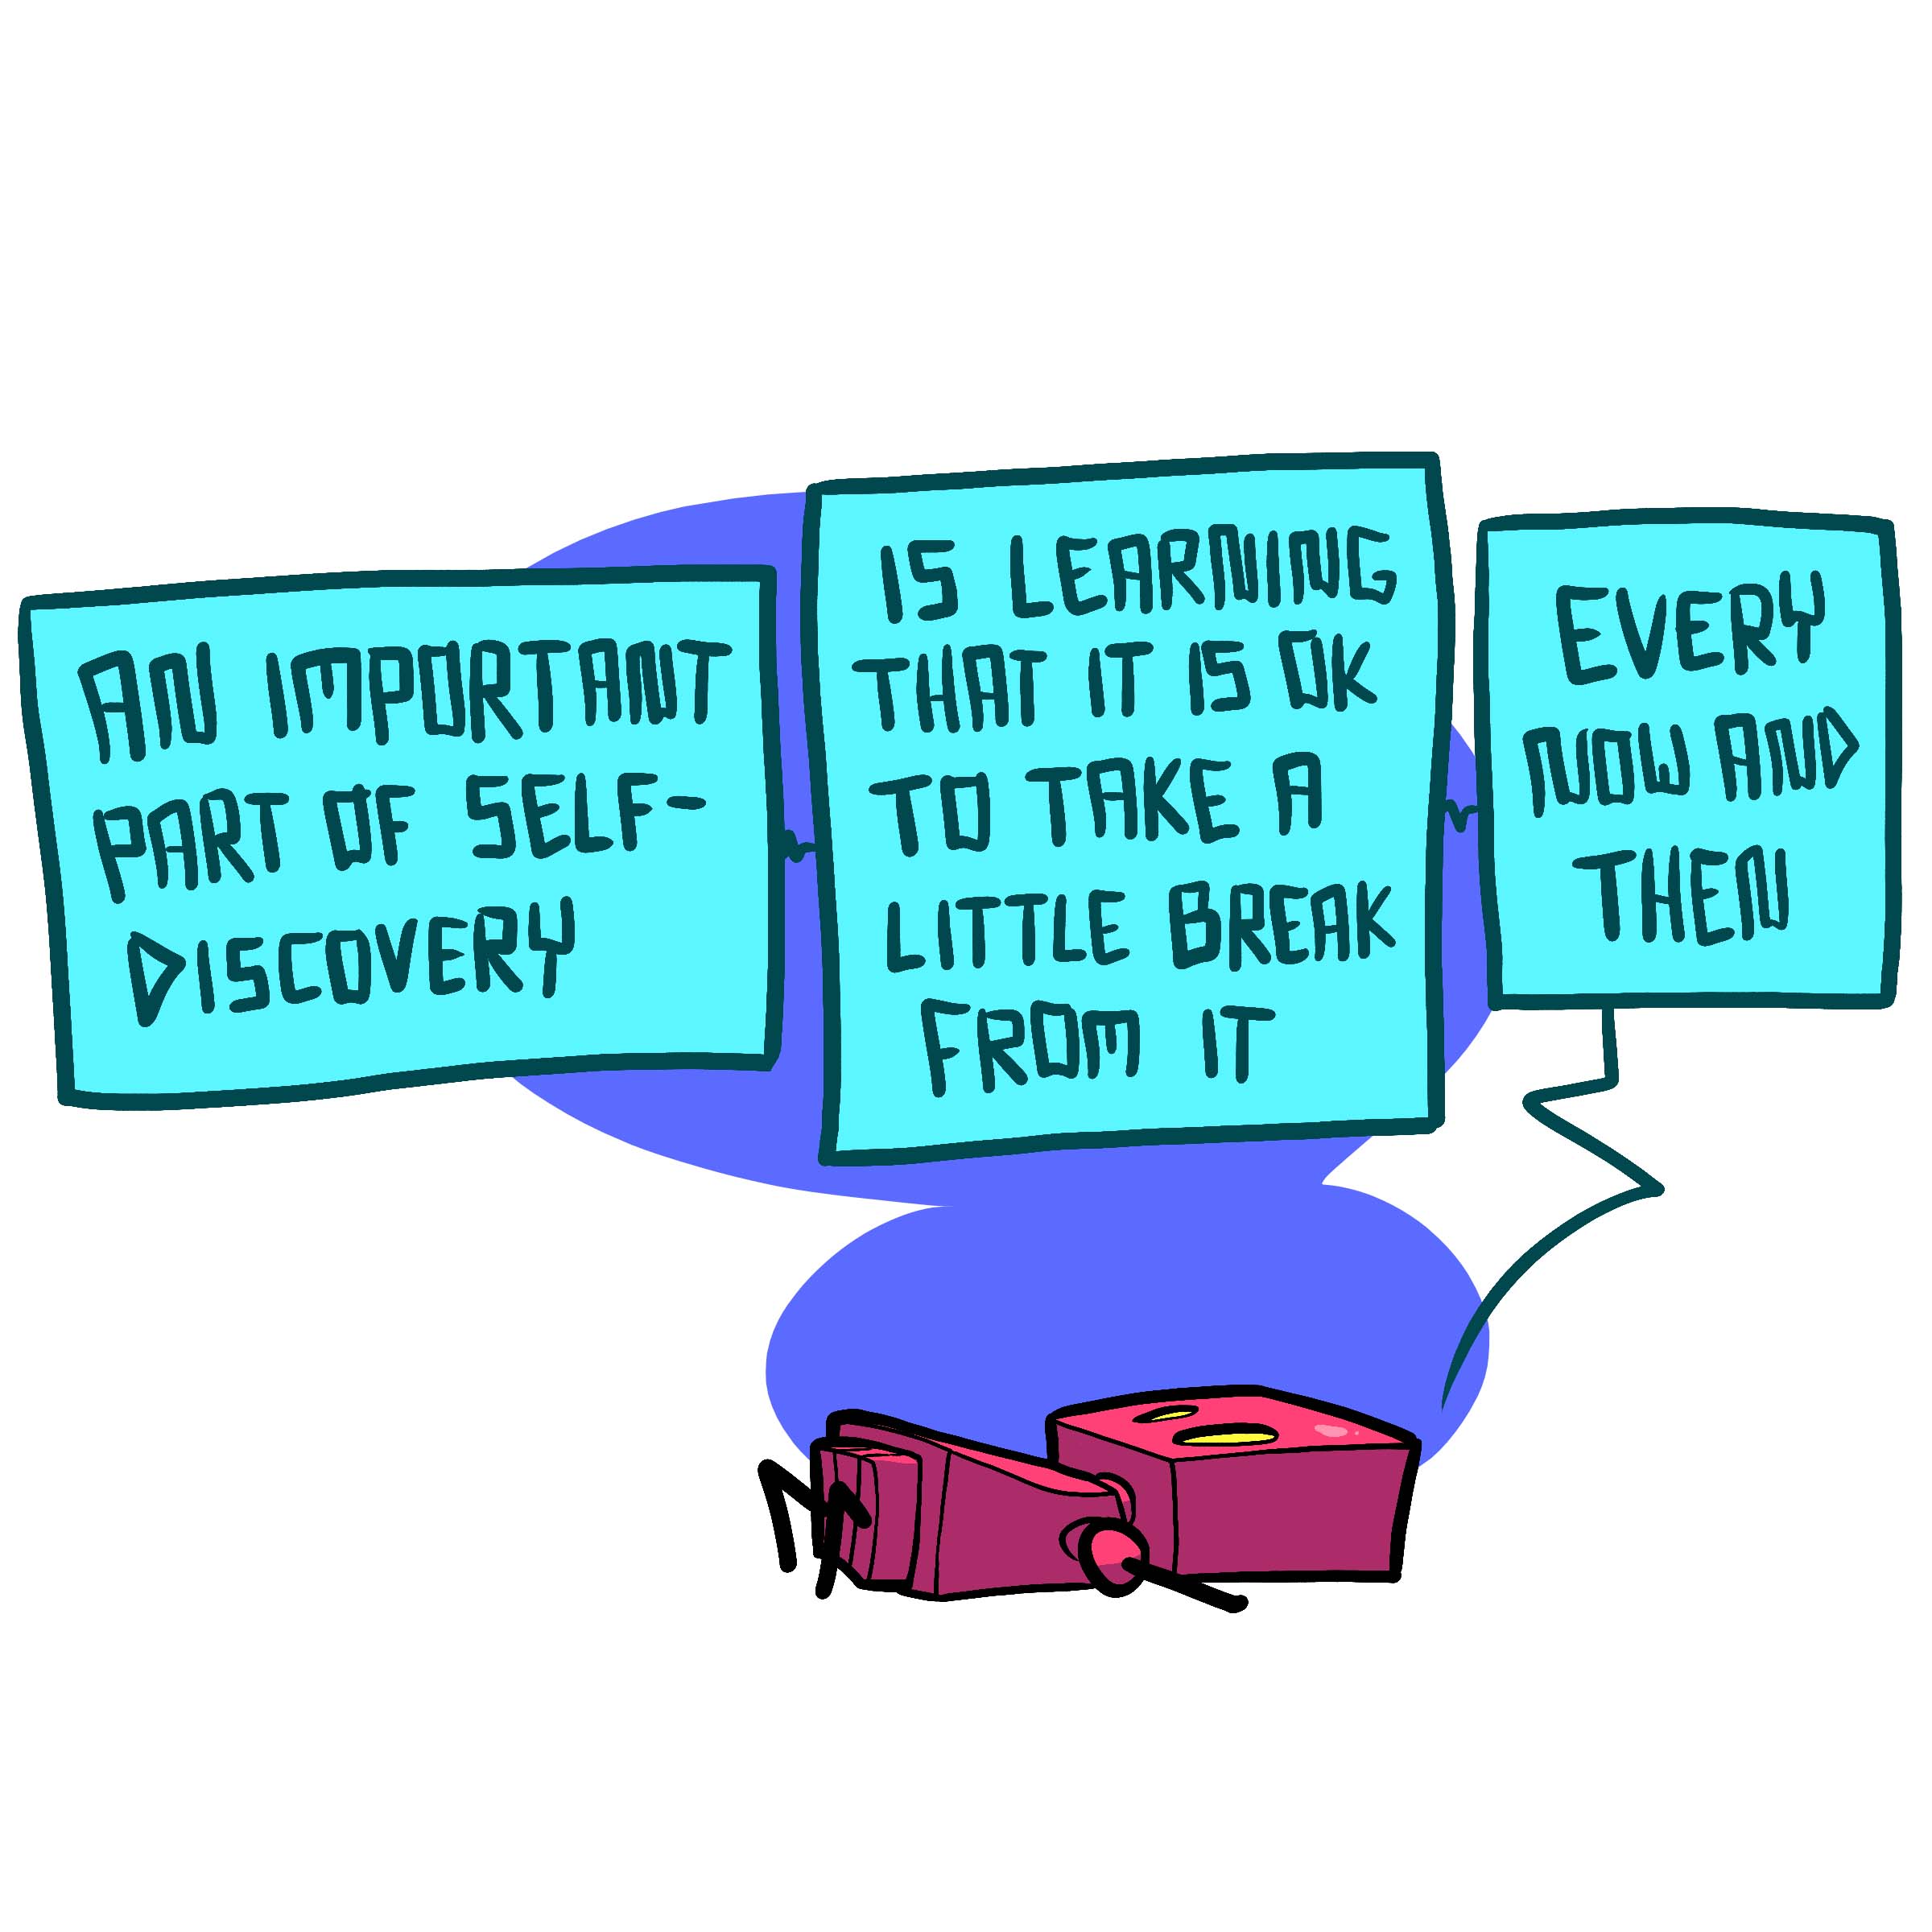 AN IMPORTANT
PART OF SELF-
DISCOVERY
IS LEARNING
THAT IT IS OK
TO TAKE A
LITTLE BREAK
FROM IT
EVERY
NOW AND
THEN